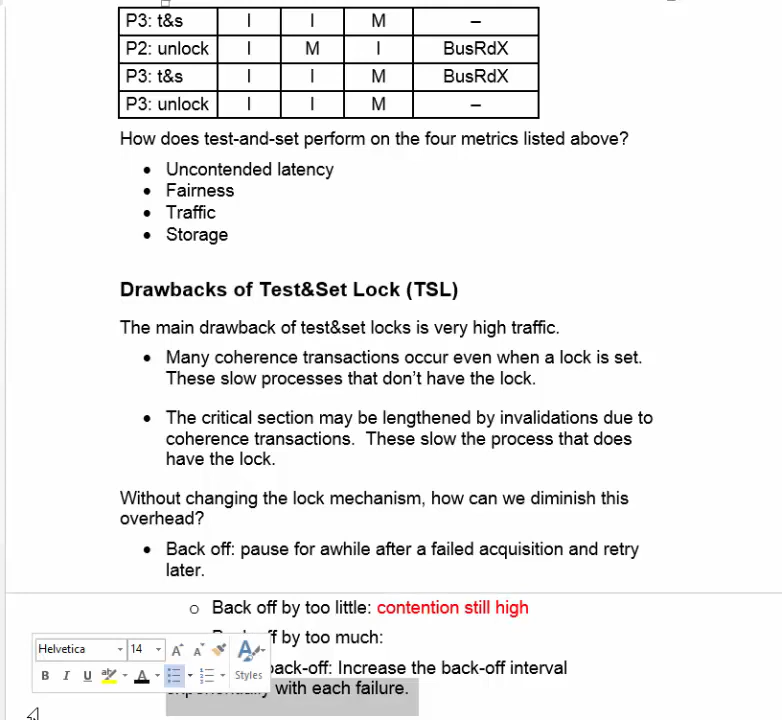 P3: t&s I I M –
P2: unlock I M I BusRdX
P3: t&s I I M BusRdX
P3: unlock I I M –
How does test-and-set perform on the four metrics listed above?
• Uncontended latency
• Fairness
• Traffic
• Storage
Drawbacks of Test&Set Lock (TSL)
The main drawback of test&set locks is very high traffic.
• Many coherence transactions occur even when a lock is set.
These slow processes that don’t have the lock.
• The critical section may be lengthened by invalidations due to
coherence transactions. These slow the process that does
have the lock.
Without changing the lock mechanism, how can we diminish this
overhead?
• Back off: pause for awhile after a failed acquisition and retry
later.
o Back off by too little: contention still high
off by too much:
back-off: Increase the back-off interval
exponentially with each failure.
Helvetica 14 A A A
B I U aby A Styles